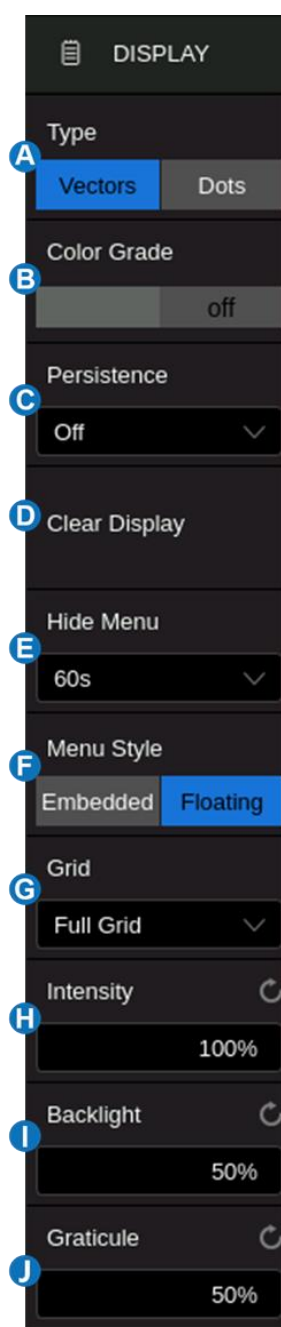 DISPLAY
Type
A
Vectors Dots
Color Grade
B
off
Persistence
C
Off
D
Clear Display
Hide Menu
E
60s
Menu Style
F
Embedded Floating
Grid
G
Full Grid
Intensity
H
100%
Backlight
I
50%
Graticule
J
50%